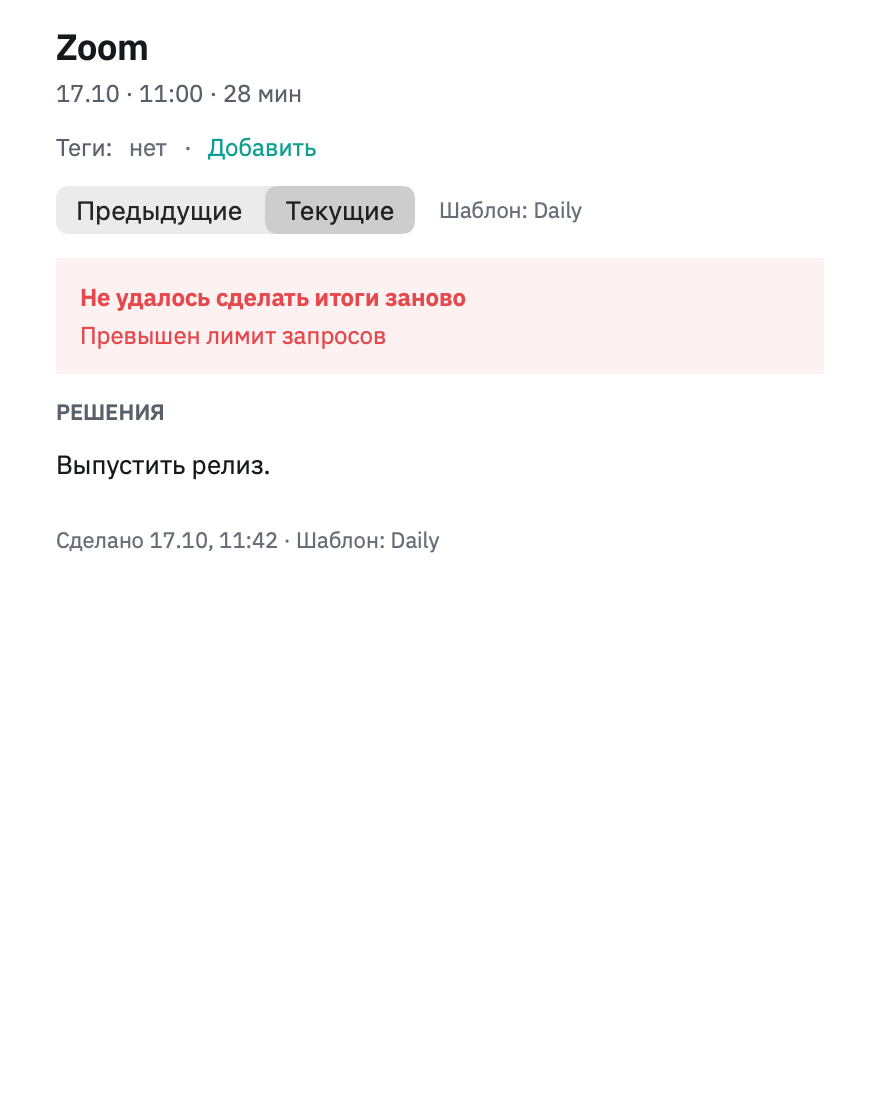 Zoom
17.10 · 11:00 · 28 мин
Теги: нет · Добавить
Предыдущие Текущие Шаблон: Daily
Не удалось сделать итоги заново
Превышен лимит запросов
РЕШЕНИЯ
Выпустить релиз.
Сделано 17.10, 11:42 · Шаблон: Daily